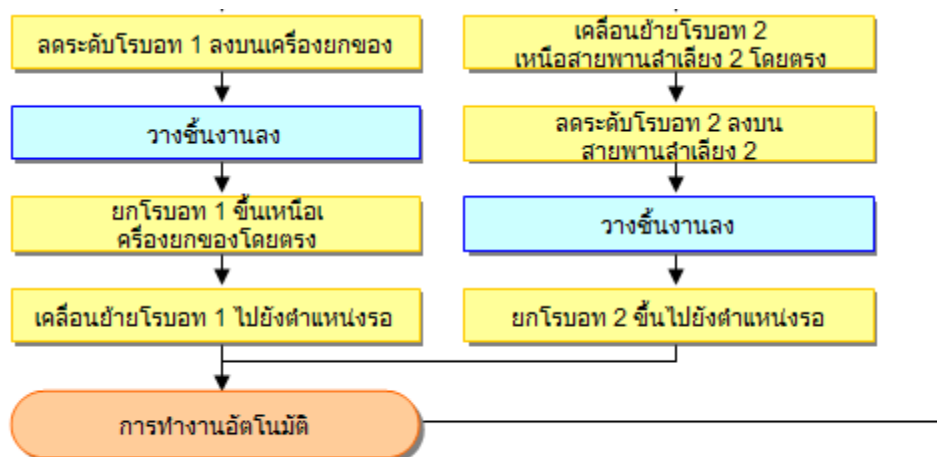 ลดระดับโรบอท 1 ลงบนเครื่องยกของ
วางชิ้นงานลง
ยกโรบอท 1 ขึ้นเหนือเ
ครื่องยกของโดยตรง
เคลื่อนย้ายโรบอท 1 ไปยังตำแหน่งรอ
เคลื่อนย้ายโรบอท 2
เหนือสายพานลำเลียง 2 โดยตรง
ลดระดับโรบอท 2 ลงบน
สายพานลำเลียง 2
วางชิ้นงานลง
ยกโรบอท 2 ขึ้นไปยังตำแหน่งรอ
การทำงานอัตโนมัติ